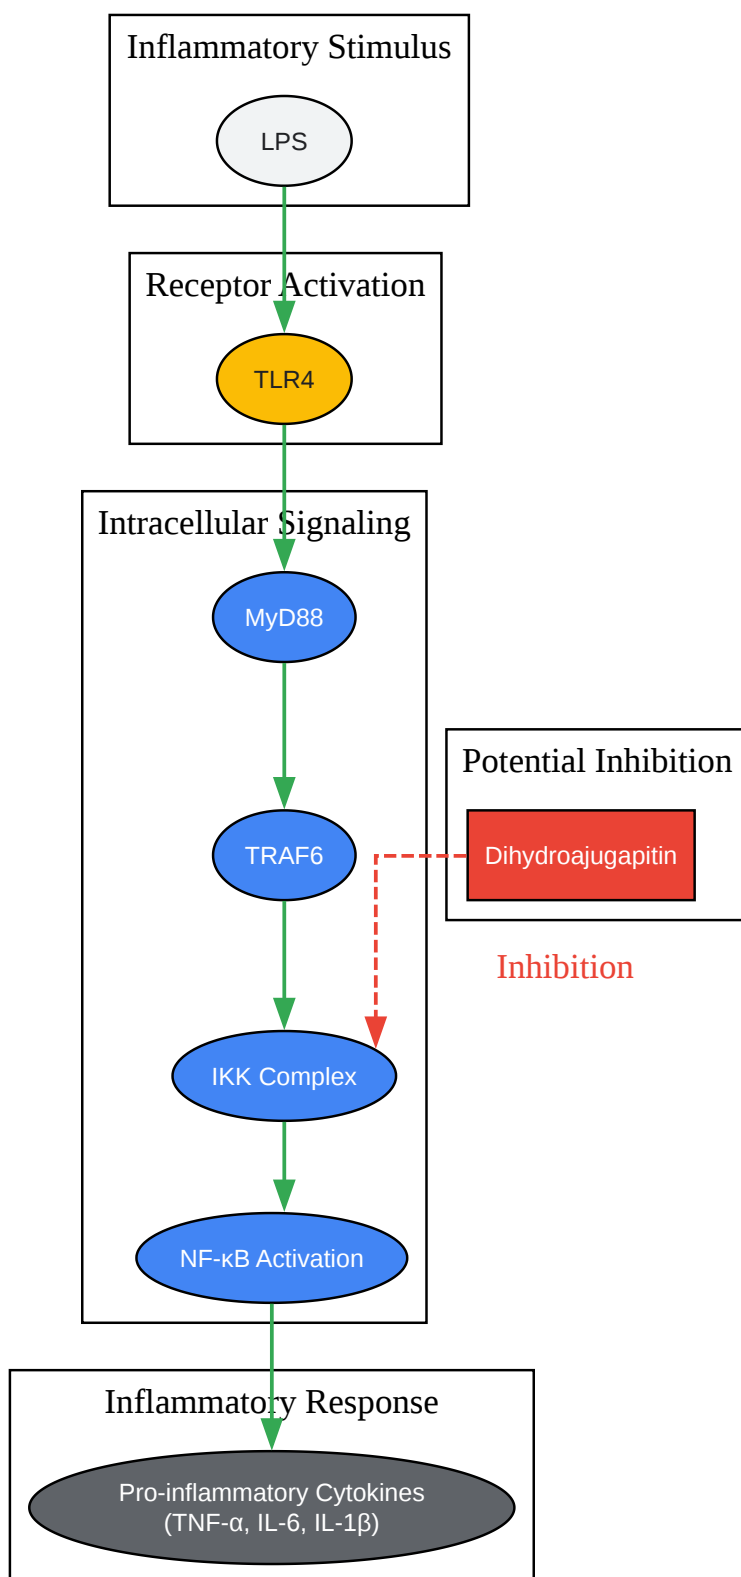 Inflammatory Stimulus
LPS
Receptor Activation
TLR4
Intracellular Signaling
MyD88
Potential Inhibition
TRAF6
Dihydroajugapitin
Inhibition
IKK Complex
NF-κB Activation
Inflammatory Response
Pro-inflammatory Cytokines
(TNF-α, IL-6, IL-1β)